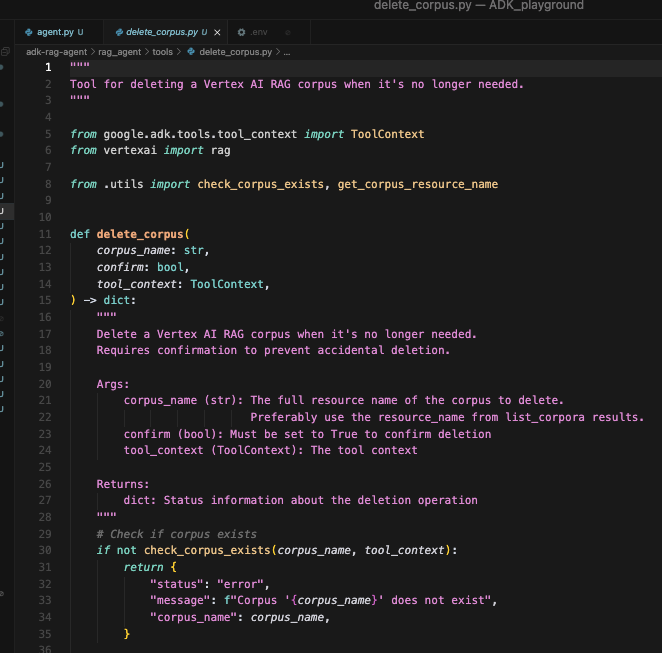 delete_corpus.py — ADK_playground
agent.py U
delete_corpus.py U
.env
adk-rag-agent > rag_agent > tools > delete_corpus.py > ...
1 """
2 Tool for deleting a Vertex AI RAG corpus when it's no longer needed.
3 """
4
5 from google.adk.tools.tool_context import ToolContext
6 from vertexai import rag
7
8 from .utils import check_corpus_exists, get_corpus_resource_name
9
10
11 def delete_corpus(
12     corpus_name: str,
13     confirm: bool,
14     tool_context: ToolContext,
15 ) -> dict:
16     """
17     Delete a Vertex AI RAG corpus when it's no longer needed.
18     Requires confirmation to prevent accidental deletion.
19
20     Args:
21         corpus_name (str): The full resource name of the corpus to delete.
22                            Preferably use the resource_name from list_corpora results.
23         confirm (bool): Must be set to True to confirm deletion
24         tool_context (ToolContext): The tool context
25
26     Returns:
27         dict: Status information about the deletion operation
28     """
29     # Check if corpus exists
30     if not check_corpus_exists(corpus_name, tool_context):
31         return {
32             "status": "error",
33             "message": f"Corpus '{corpus_name}' does not exist",
34             "corpus_name": corpus_name,
35         }
36